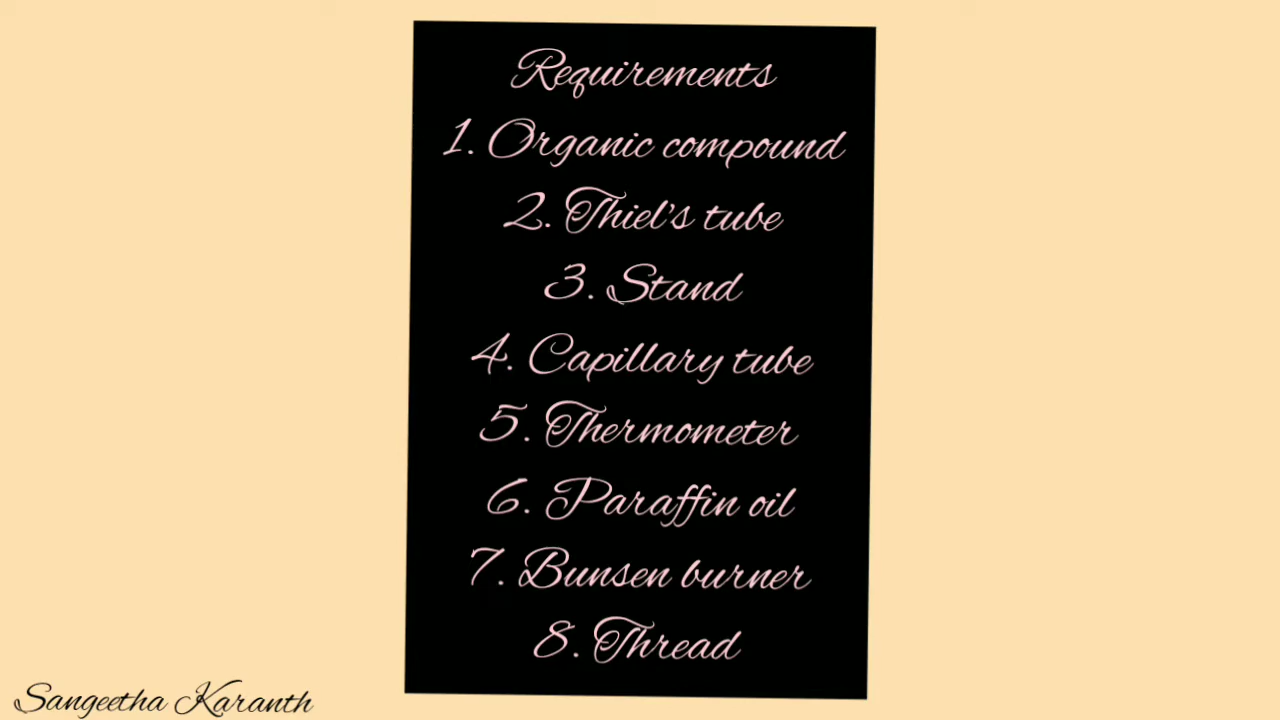 Requirements
1. Organic compound
2. Thiel's tube
3. Stand
4. Capillary tube
5. Thermometer
6. Paraffin oil
7. Bunsen burner
8. Thread
Sangeetha Karanth